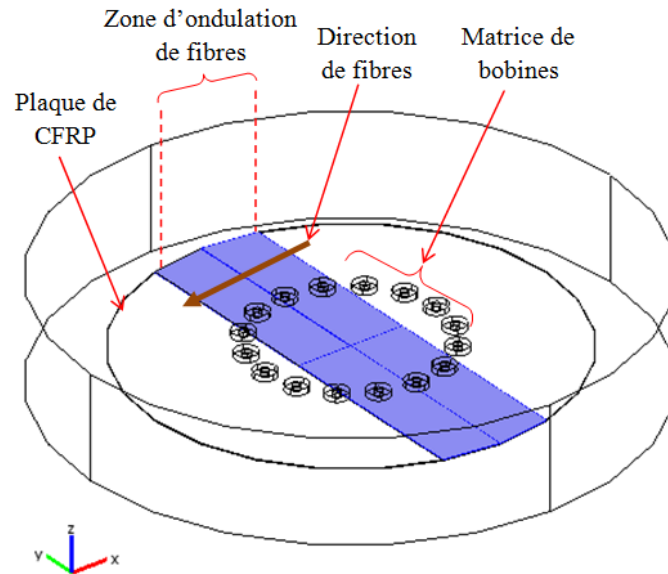 Zone d'ondulation
de fibres
Direction
de fibres
Matrice de
bobines
Plaque de
CFRP
z
y
x